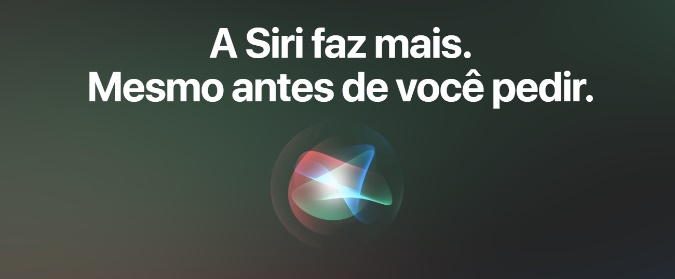 A Siri faz mais.
Mesmo antes de você pedir.